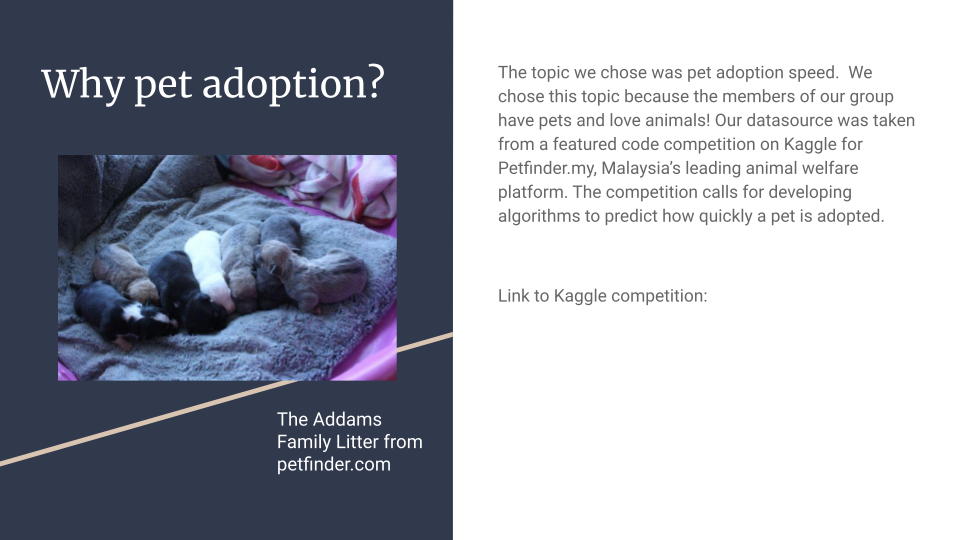 Why pet adoption?
The Addams
Family Litter from
petfinder.com
The topic we chose was pet adoption speed.  We
chose this topic because the members of our group
have pets and love animals! Our datasource was taken
from a featured code competition on Kaggle for
Petfinder.my, Malaysia’s leading animal welfare
platform. The competition calls for developing
algorithms to predict how quickly a pet is adopted.
Link to Kaggle competition: